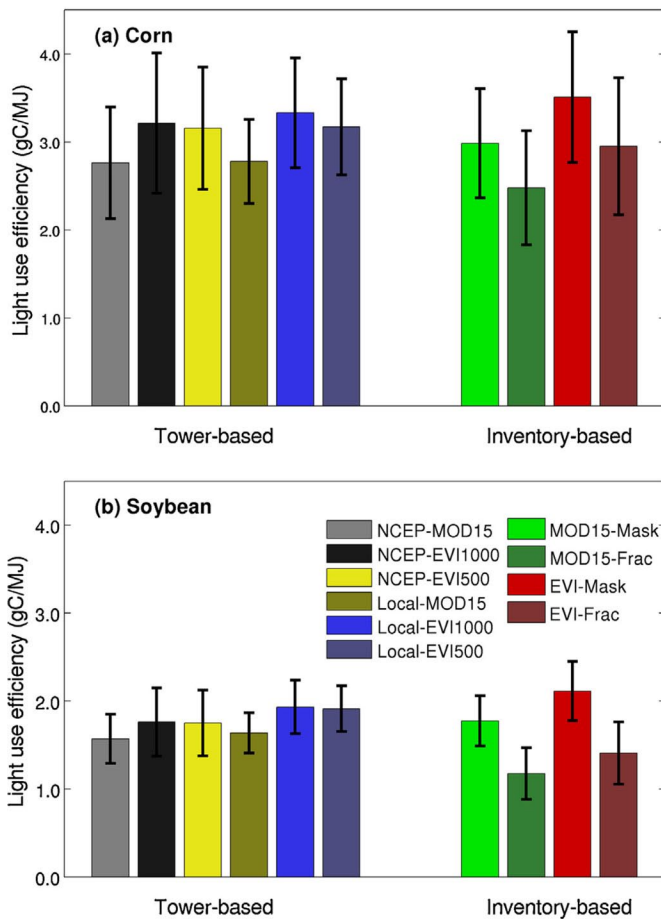 (a) Corn
Light use efficiency (gC/MJ)
4.0
3.0
2.0
1.0
0.0
Tower-based
Inventory-based
(b) Soybean
Light use efficiency (gC/MJ)
4.0
3.0
2.0
1.0
0.0
NCEP-MOD15
NCEP-EVI1000
NCEP-EVI500
Local-MOD15
Local-EVI1000
Local-EVI500
MOD15-Mask
MOD15-Frac
EVI-Mask
EVI-Frac
Tower-based
Inventory-based